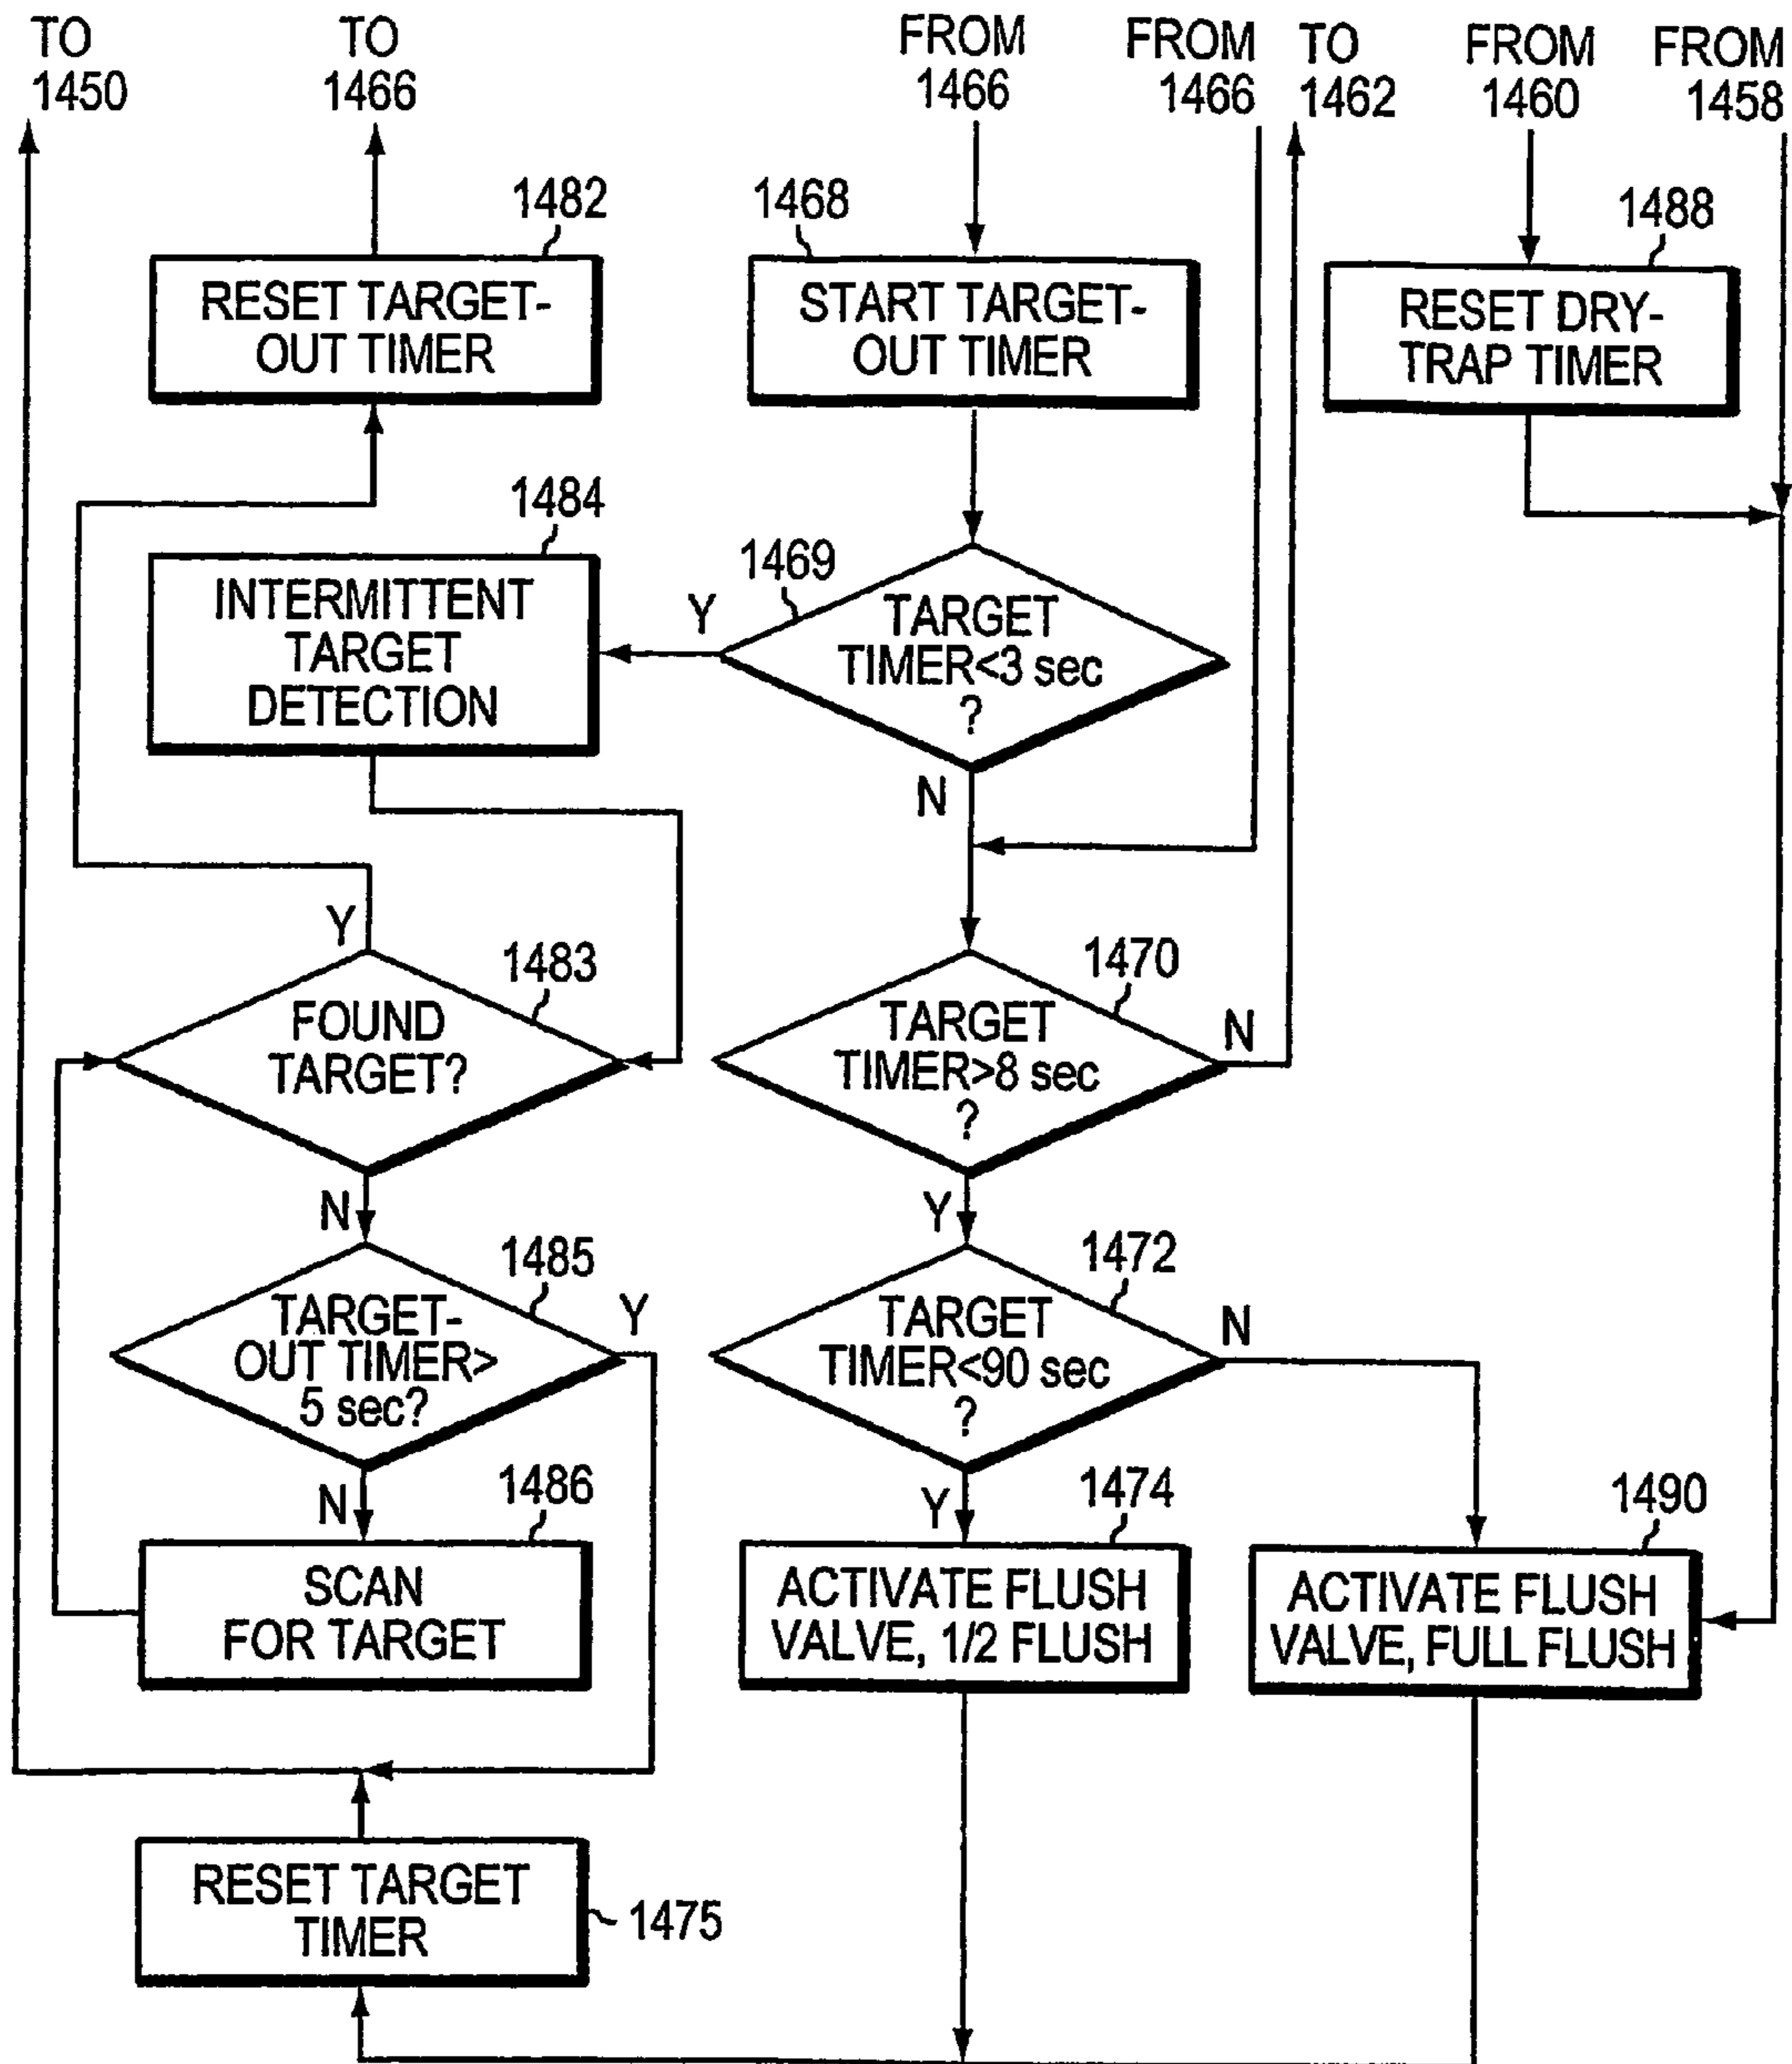 TO
1450
TO
1466
FROM
1466
FROM
1466
TO
1462
FROM
1460
FROM
1458
1482
RESET TARGET-
OUT TIMER
1468
START TARGET-
OUT TIMER
1488
RESET DRY-
TRAP TIMER
1484
INTERMITTENT
TARGET
DETECTION
1469
TARGET
TIMER<3 sec
?
Y
N
Y
1483
FOUND
TARGET?
N
1470
TARGET
TIMER>8 sec
?
N
Y
1485
TARGET-
OUT TIMER>
5 sec?
Y
N
1472
TARGET
TIMER<90 sec
?
N
Y
1486
SCAN
FOR TARGET
1474
ACTIVATE FLUSH
VALVE, 1/2 FLUSH
1490
ACTIVATE FLUSH
VALVE, FULL FLUSH
RESET TARGET
TIMER
1475